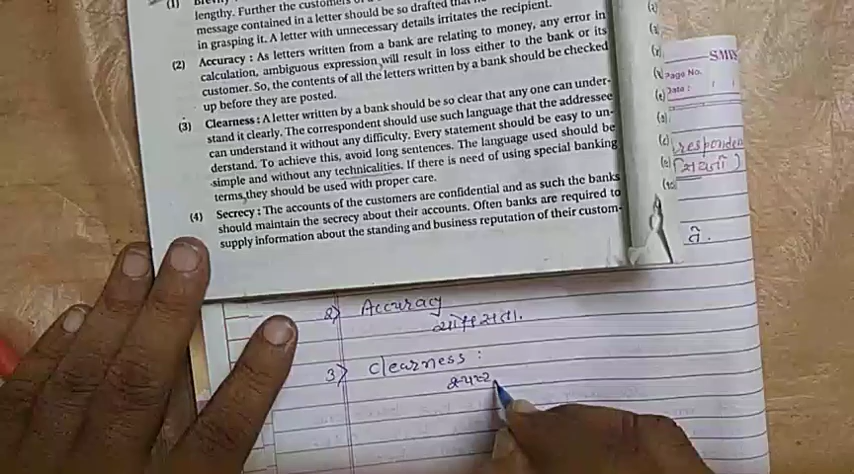 (1)
lengthy. Further the customers of a
message contained in a letter should be so drafted that
in grasping it. A letter with unnecessary details irritates the recipient.
(2) Accuracy : As letters written from a bank are relating to money, any error in
calculation, ambiguous expression will result in loss either to the bank or its
customer. So, the contents of all the letters written by a bank should be checked
up before they are posted.
(3) Clearness : A letter written by a bank should be so clear that any one can under-
stand it clearly. The correspondent should use such language that the addressee
can understand it without any difficulty. Every statement should be easy to un-
derstand. To achieve this, avoid long sentences. The language used should be
simple and without any technicalities. If there is need of using special banking
terms, they should be used with proper care.
(4) Secrecy : The accounts of the customers are confidential and as such the banks
should maintain the secrecy about their accounts. Often banks are required to
supply information about the standing and business reputation of their custom-
Page No.
Date :
responden
2) Accuracy
3) Clearness :